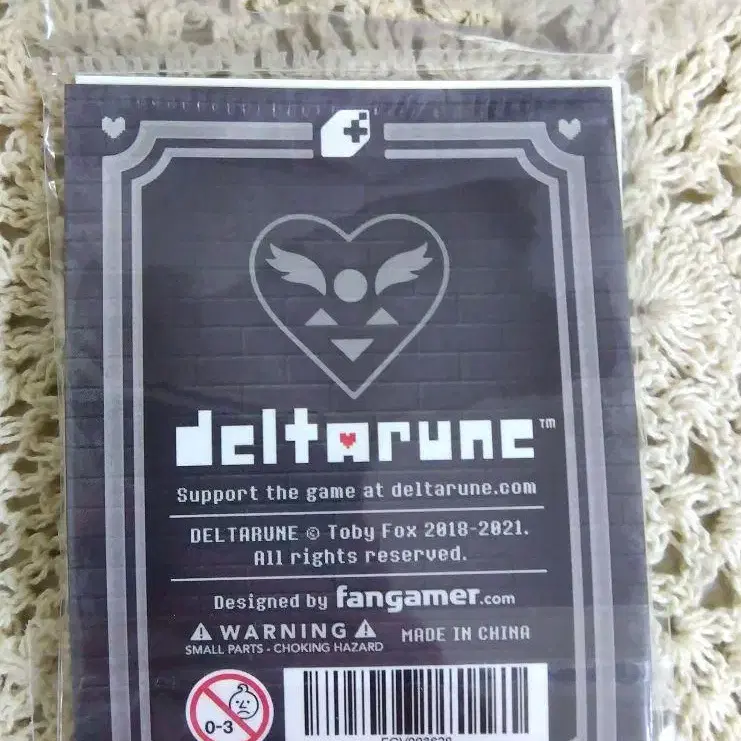 deltarune™
Support the game at deltarune.com
DELTARUNE © Toby Fox 2018-2021.
All rights reserved.
Designed by fangamer.com
WARNING MADE IN CHINA
SMALL PARTS - CHOKING HAZARD
0-3